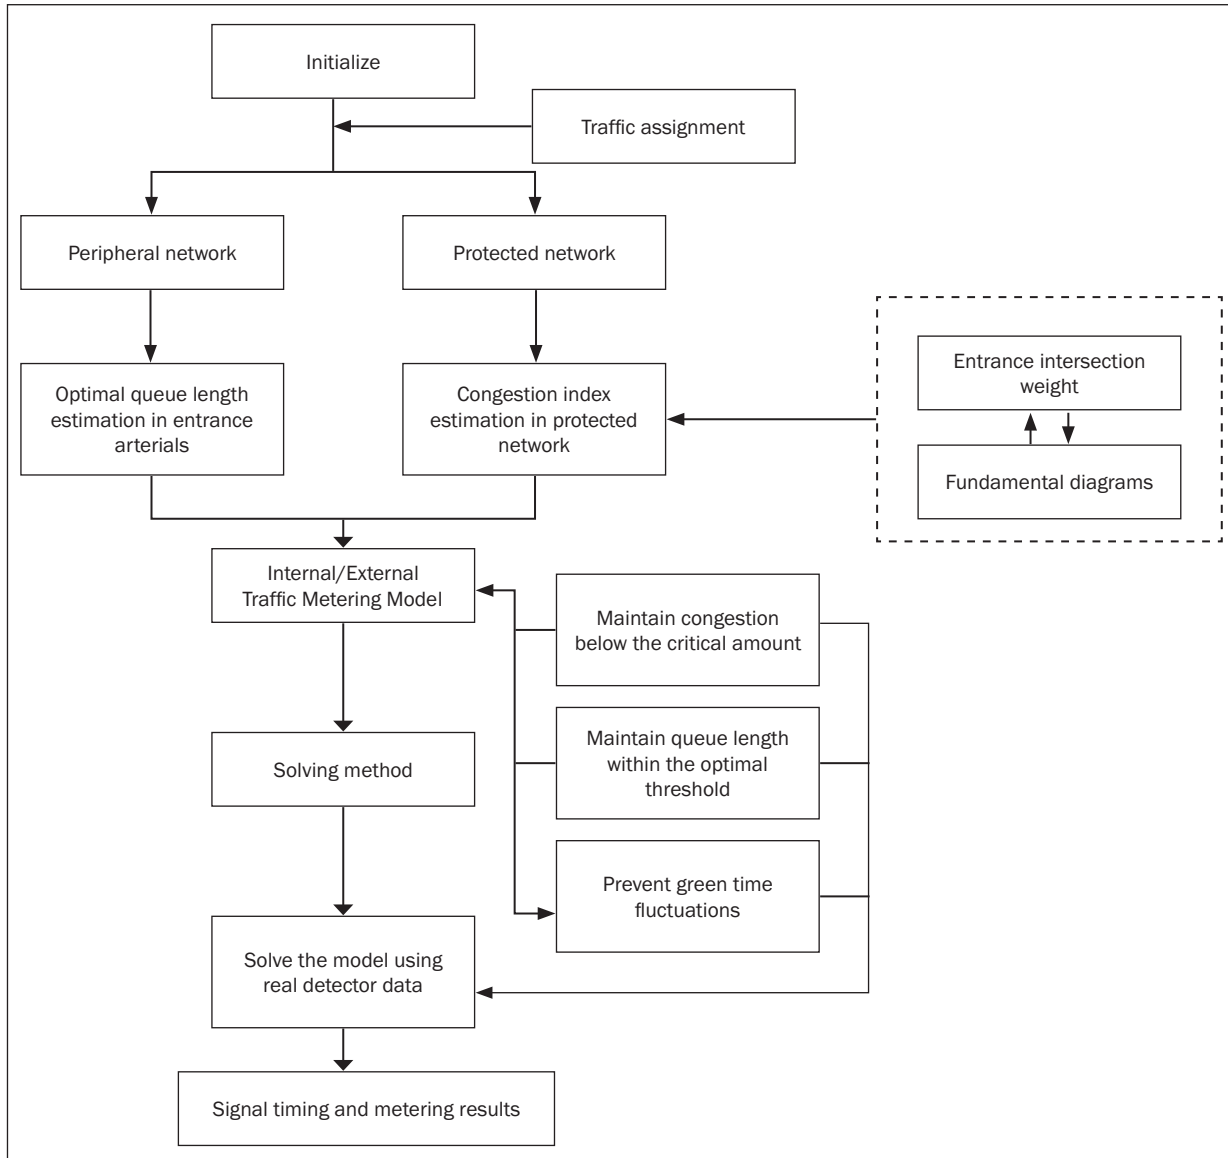 Initialize
Traffic assignment
Peripheral network
Protected network
Optimal queue length
estimation in entrance
arterials
Congestion index
estimation in protected
network
Entrance intersection
weight
Fundamental diagrams
Internal/External
Traffic Metering Model
Maintain congestion
below the critical amount
Solving method
Maintain queue length
within the optimal
threshold
Prevent green time
fluctuations
Solve the model using
real detector data
Signal timing and metering results